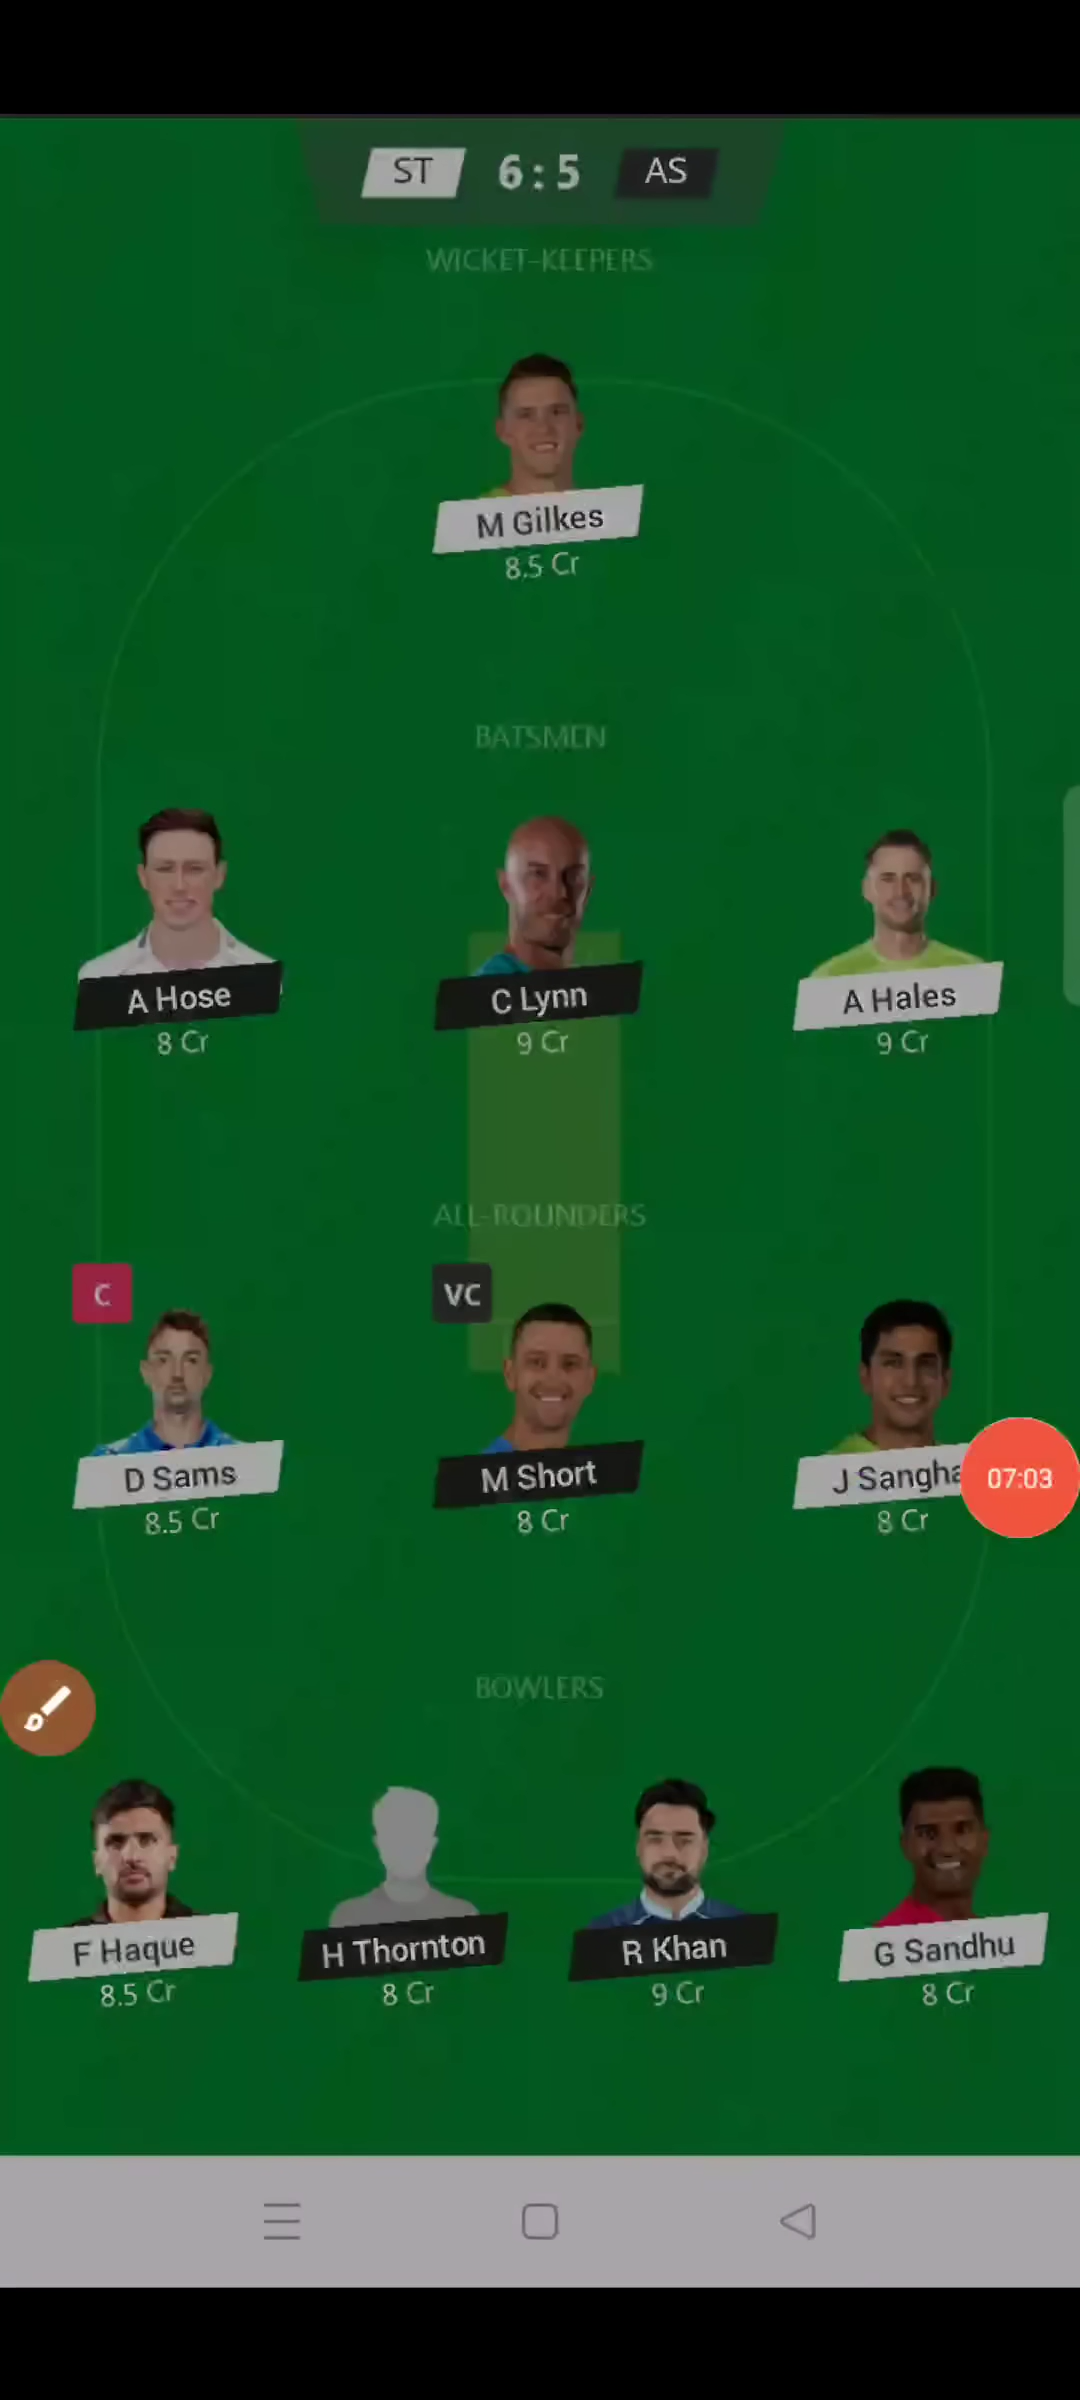 ST 6 : 5 AS
WICKET-KEEPERS
M Gilkes
8.5 Cr
BATSMEN
A Hose C Lynn A Hales
8 Cr 9 Cr 9 Cr
ALL-ROUNDERS
C VC
D Sams M Short J Sangha 07:03
8.5 Cr 8 Cr 8 Cr
BOWLERS
F Haque H Thornton R Khan G Sandhu
8.5 Cr 8 Cr 9 Cr 8 Cr